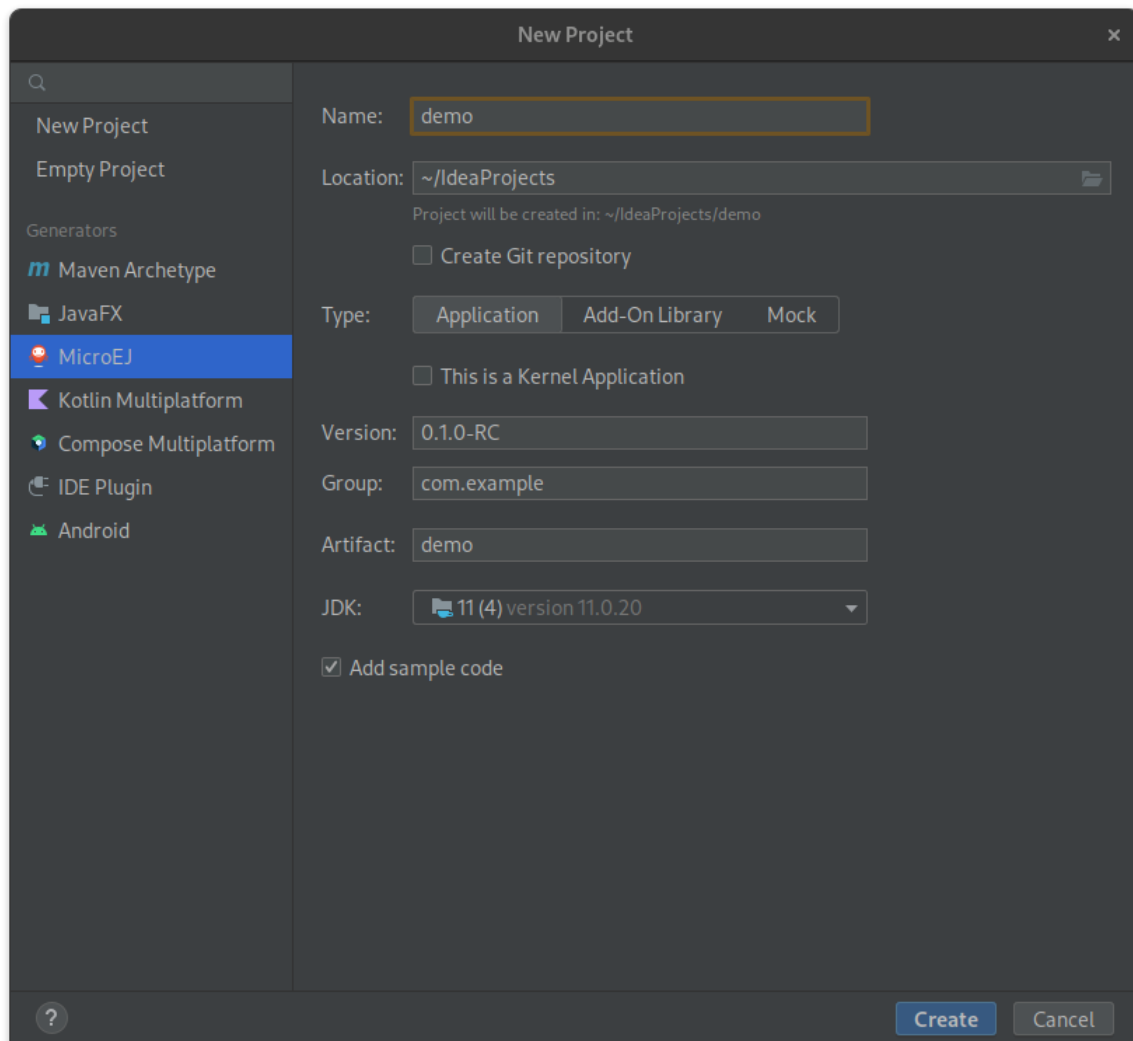 New Project
New Project
Empty Project
Generators
Maven Archetype
JavaFX
MicroEJ
Kotlin Multiplatform
Compose Multiplatform
IDE Plugin
Android
Name: demo
Location: ~/IdeaProjects
Project will be created in: ~/IdeaProjects/demo
Create Git repository
Type: Application Add-On Library Mock
This is a Kernel Application
Version: 0.1.0-RC
Group: com.example
Artifact: demo
JDK: 11 (4) version 11.0.20
Add sample code
? Create Cancel